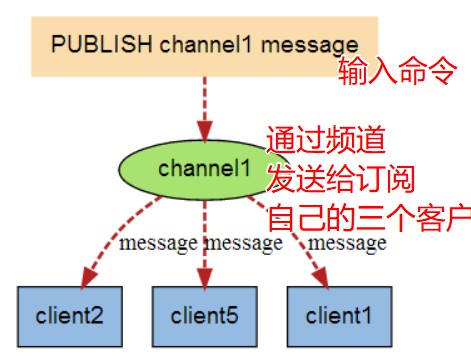 PUBLISH channel1 message
输入命令
channel1
通过频道
发送给订阅
自己的三个客户
message message message
client2 client5 client1